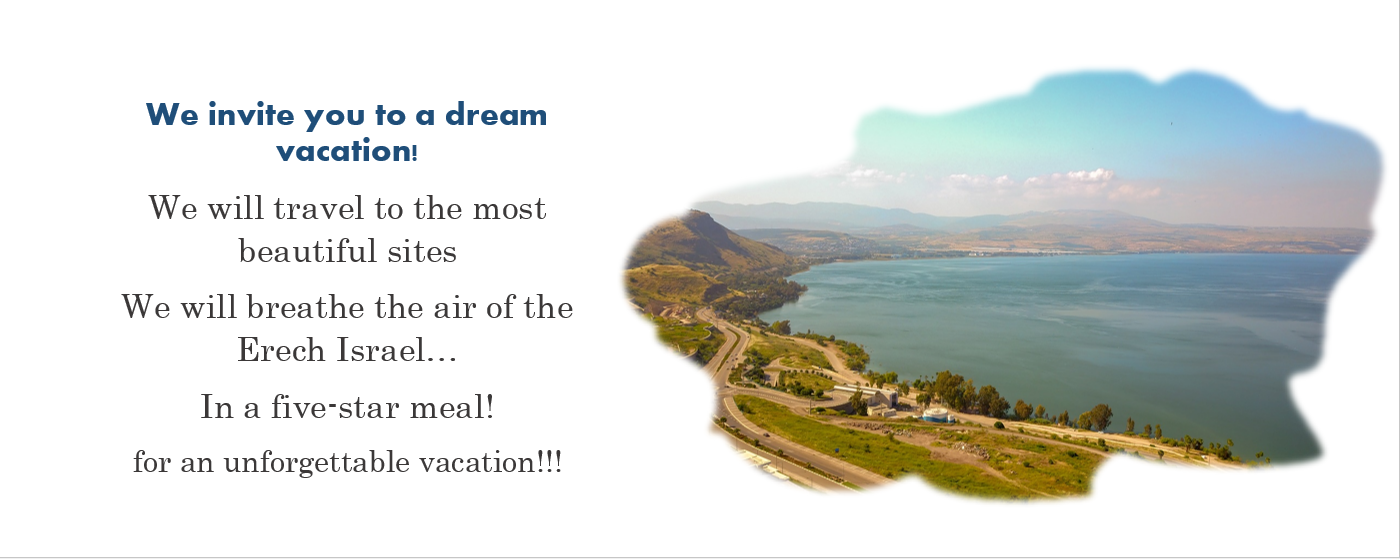 We invite you to a dream
vacation!
We will travel to the most
beautiful sites
We will breathe the air of the
Erech Israel...
In a five-star meal!
for an unforgettable vacation!!!